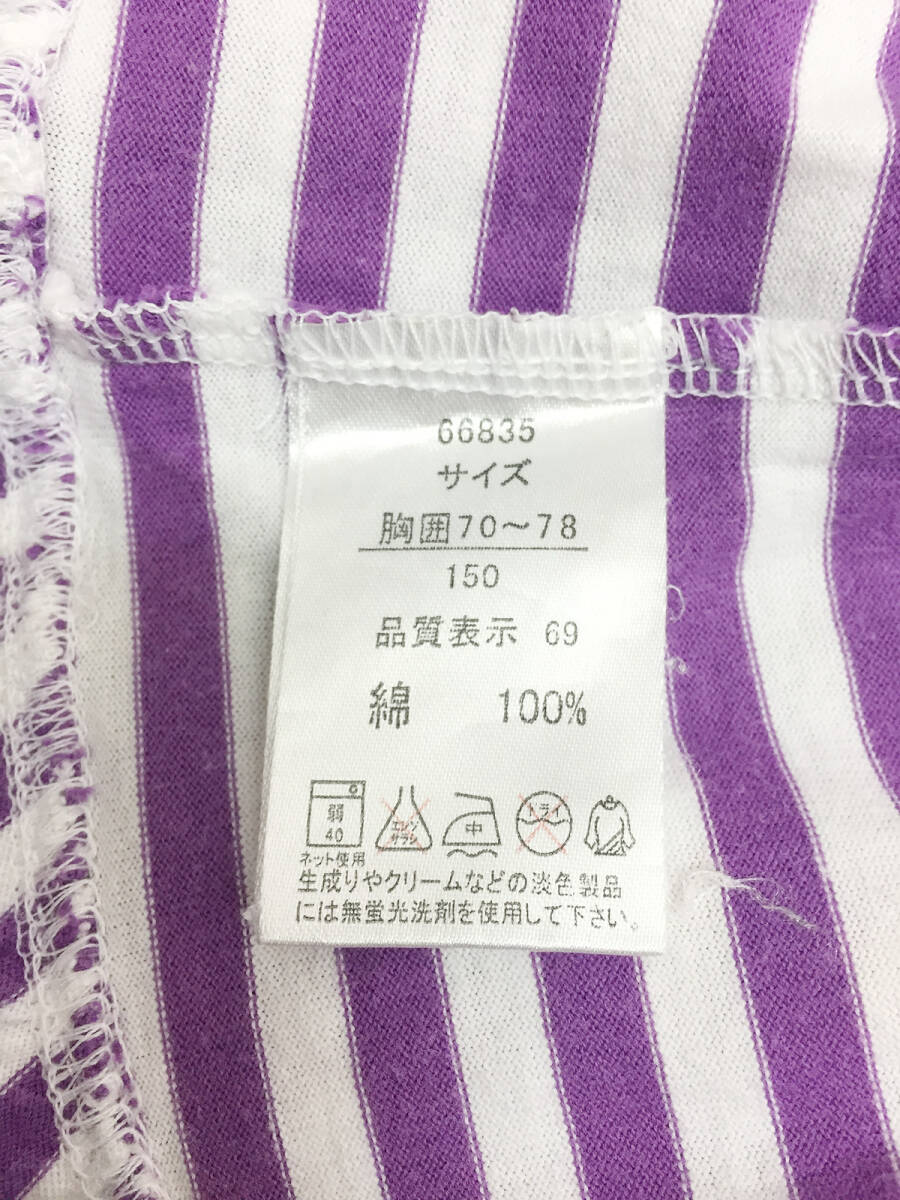 66835
サイズ
胸囲70～78
150
品質表示 69
綿 100%
弱
40
エンソ
サラシ
中
ドライ
ネット使用
生成りやクリームなどの淡色製品
には無蛍光洗剤を使用して下さい。